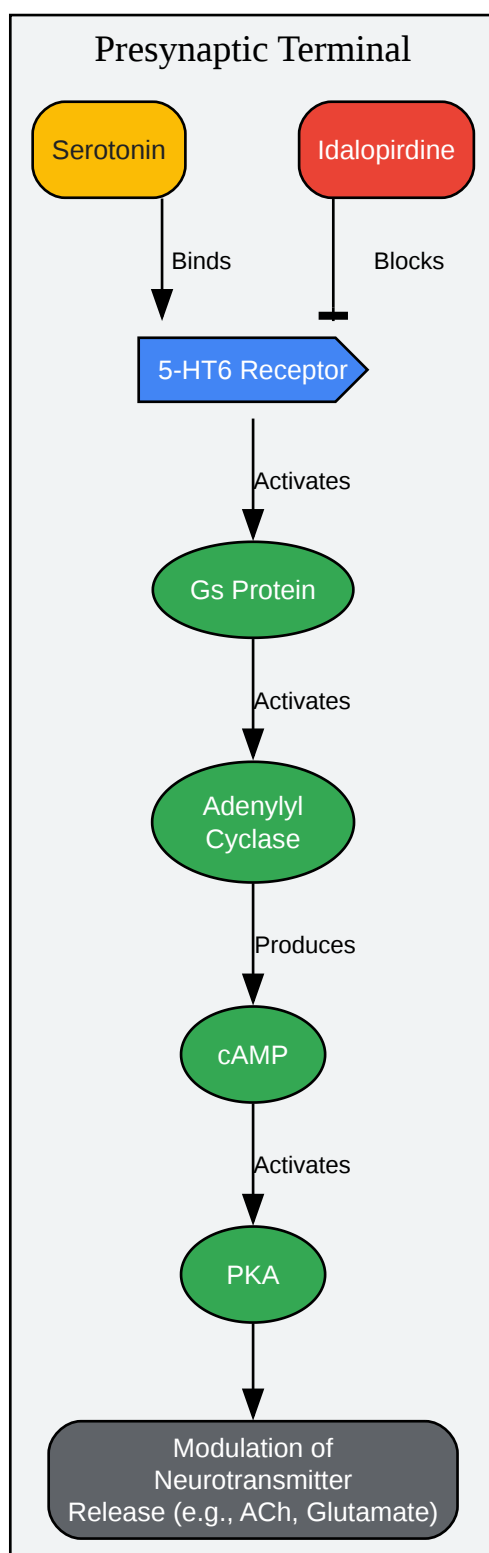 Presynaptic Terminal
Serotonin
Idalopirdine
Binds
Blocks
5-HT6 Receptor
Activates
Gs Protein
Activates
Adenylyl
Cyclase
Produces
cAMP
Activates
PKA
Modulation of
Neurotransmitter
Release (e.g., ACh, Glutamate)